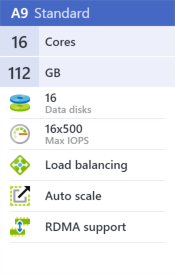 A9 Standard
16 Cores
112 GB
16
Data disks
16x500
Max IOPS
Load balancing
Auto scale
RDMA support